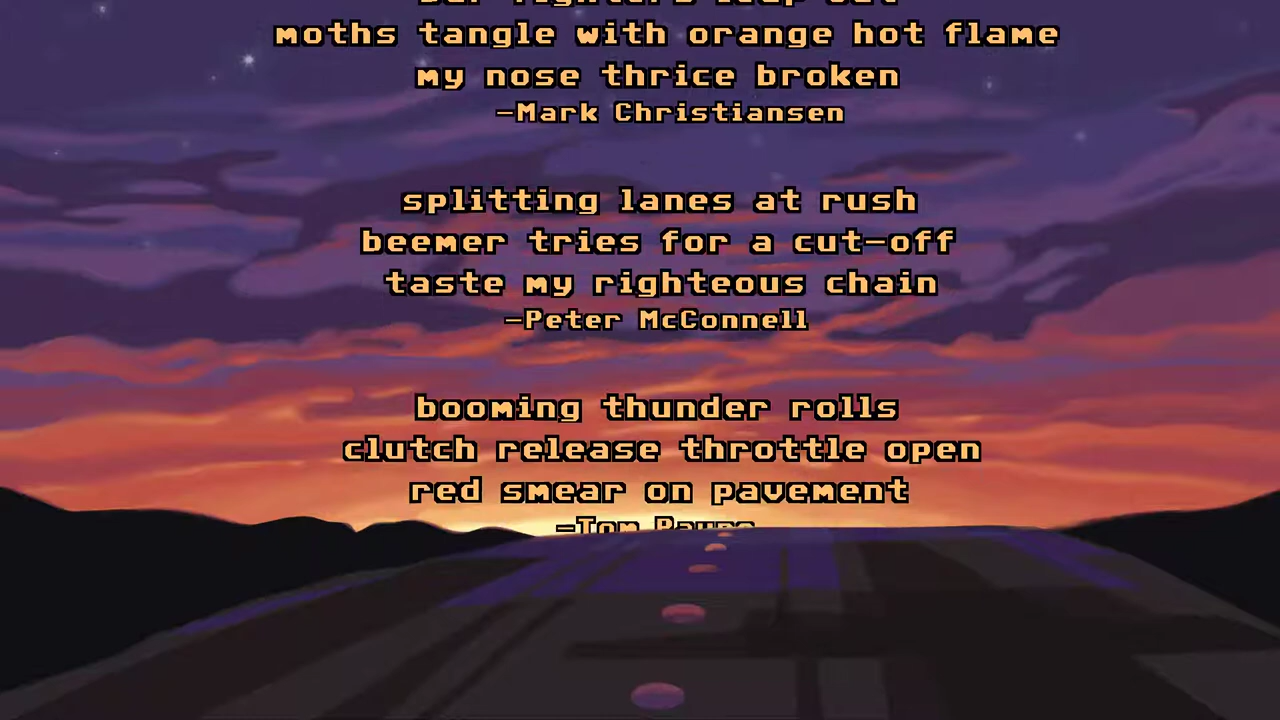 moths tangle with orange hot flame
my nose thrice broken
-Mark Christiansen
splitting lanes at rush
beemer tries for a cut-off
taste my righteous chain
-Peter McConnell
booming thunder rolls
clutch release throttle open
red smear on pavement
-Tom